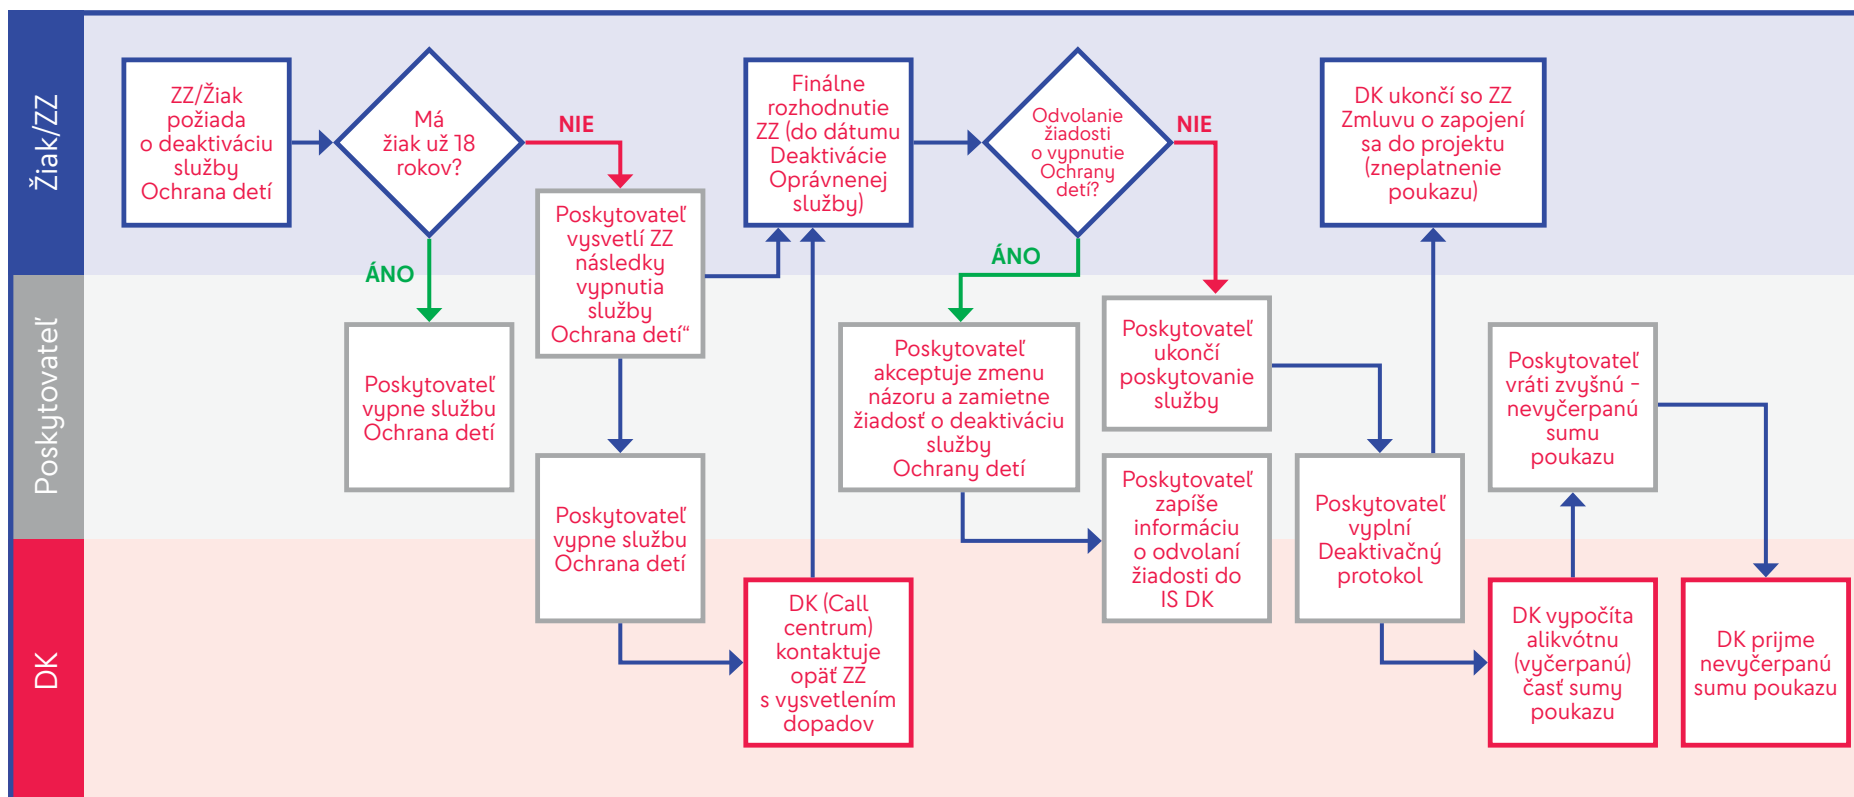 Žiak/ZZ
ZZ/Žiak
požiada
o deaktiváciu
služby
Ochrana detí
Má
žiak už 18
rokov?
NIE
ÁNO
Poskytovateľ
vysvetlí ZZ
následky
vypnutia
služby
Ochrana detí“
Finálne
rozhodnutie
ZZ (do dátumu
Deaktivácie
Oprávnenej
služby)
Odvolanie
žiadosti
o vypnutie
Ochrany
detí?
NIE
ÁNO
DK ukončí so ZZ
Zmluvu o zapojení
sa do projektu
(zneplatnenie
poukazu)
Poskytovateľ
Poskytovateľ
vypne službu
Ochrana detí
Poskytovateľ
vypne službu
Ochrana detí
Poskytovateľ
akceptuje zmenu
názoru a zamietne
žiadosť o deaktiváciu
služby
Ochrany detí
Poskytovateľ
ukončí
poskytovanie
služby
Poskytovateľ
zapíše
informáciu
o odvolaní
žiadosti do
IS DK
Poskytovateľ
vyplní
Deaktivačný
protokol
Poskytovateľ
vráti zvyšnú –
nevyčerpanú
sumu
poukazu
DK
DK (Call
centrum)
kontaktuje
opäť ZZ
s vysvetlením
dopadov
DK vypočíta
alikvótnu
(vyčerpanú)
časť sumy
poukazu
DK prijme
nevyčerpanú
sumu poukazu